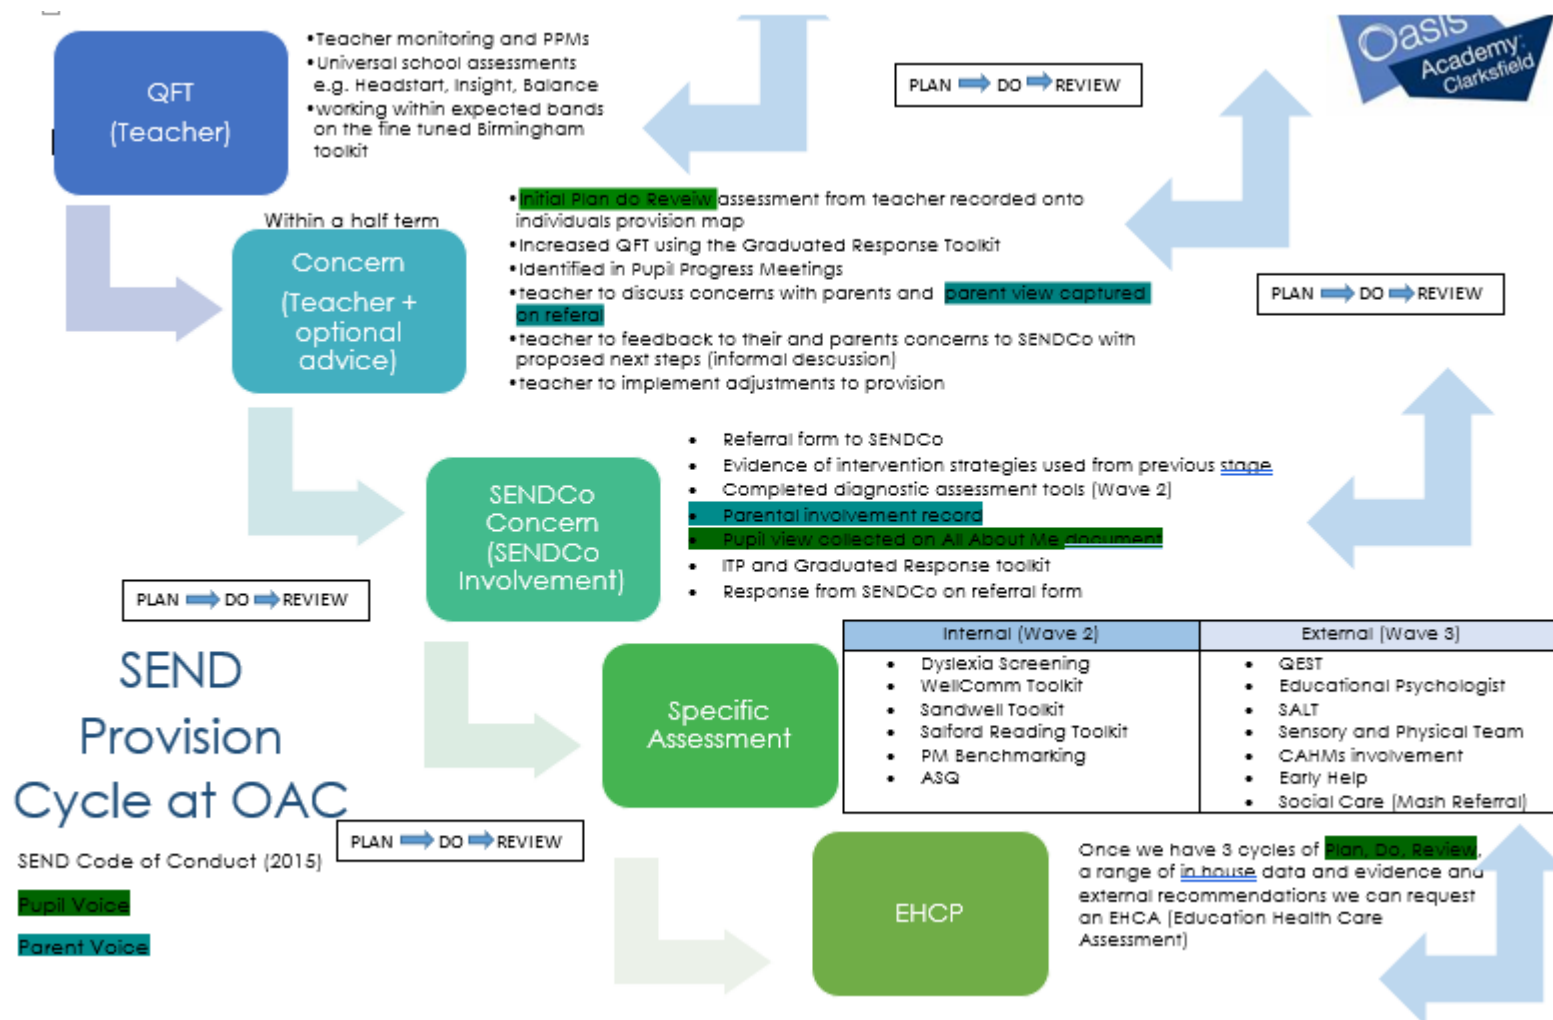 QFT
(Teacher)
•Teacher monitoring and PPMs
•Universal school assessments
e.g. Headstart, Insight, Balance
•working within expected bands
on the fine tuned Birmingham
toolkit
PLAN DO REVIEW
Oasis
Academy:
Clarksfield
Within a half term
Concern
(Teacher +
optional
advice)
•Initial Plan do Reveiw assessment from teacher recorded onto
individuals provision map
•Increased QFT using the Graduated Response Toolkit
•Identified in Pupil Progress Meetings
•teacher to discuss concerns with parents and parent view captured
on referal
•teacher to feedback to their and parents concerns to SENDCo with
proposed next steps (informal descussion)
•teacher to implement adjustments to provision
PLAN DO REVIEW
SENDCo
Concern
(SENDCo
Involvement)
• Referral form to SENDCo
• Evidence of intervention strategies used from previous stage
• Completed diagnostic assessment tools (Wave 2)
• Parental involvement record
• Pupil view collected on All About Me document
• ITP and Graduated Response toolkit
• Response from SENDCo on referral form
PLAN DO REVIEW
SEND
Provision
Cycle at OAC
SEND Code of Conduct (2015)
Pupil Voice
Parent Voice
Specific
Assessment
Internal (Wave 2)
• Dyslexia Screening
• WellComm Toolkit
• Sandwell Toolkit
• Salford Reading Toolkit
• PM Benchmarking
• ASQ
External (Wave 3)
• QEST
• Educational Psychologist
• SALT
• Sensory and Physical Team
• CAHMs involvement
• Early Help
• Social Care (Mash Referral)
PLAN DO REVIEW
EHCP
Once we have 3 cycles of Plan, Do, Review,
a range of in house data and evidence and
external recommendations we can request
an EHCA (Education Health Care
Assessment)